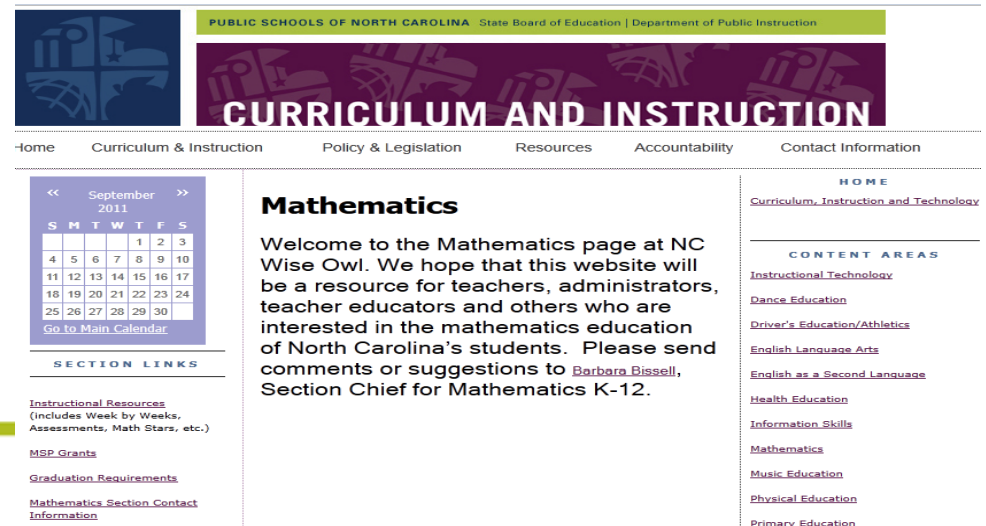 PUBLIC SCHOOLS OF NORTH CAROLINA State Board of Education | Department of Public Instruction
CURRICULUM AND INSTRUCTION
Home Curriculum & Instruction Policy & Legislation Resources Accountability Contact Information
<< September >>
2011
S M T W T F S
1 2 3
4 5 6 7 8 9 10
11 12 13 14 15 16 17
18 19 20 21 22 23 24
25 26 27 28 29 30
Go to Main Calendar
SECTION LINKS
Instructional Resources
(includes Week by Weeks,
Assessments, Math Stars, etc.)
MSP Grants
Graduation Requirements
Mathematics Section Contact
Information
Mathematics
Welcome to the Mathematics page at NC
Wise Owl. We hope that this website will
be a resource for teachers, administrators,
teacher educators and others who are
interested in the mathematics education
of North Carolina's students. Please send
comments or suggestions to Barbara Bissell,
Section Chief for Mathematics K-12.
HOME
Curriculum, Instruction and Technology
CONTENT AREAS
Instructional Technology
Dance Education
Driver's Education/Athletics
English Language Arts
English as a Second Language
Health Education
Information Skills
Mathematics
Music Education
Physical Education
Primary Education